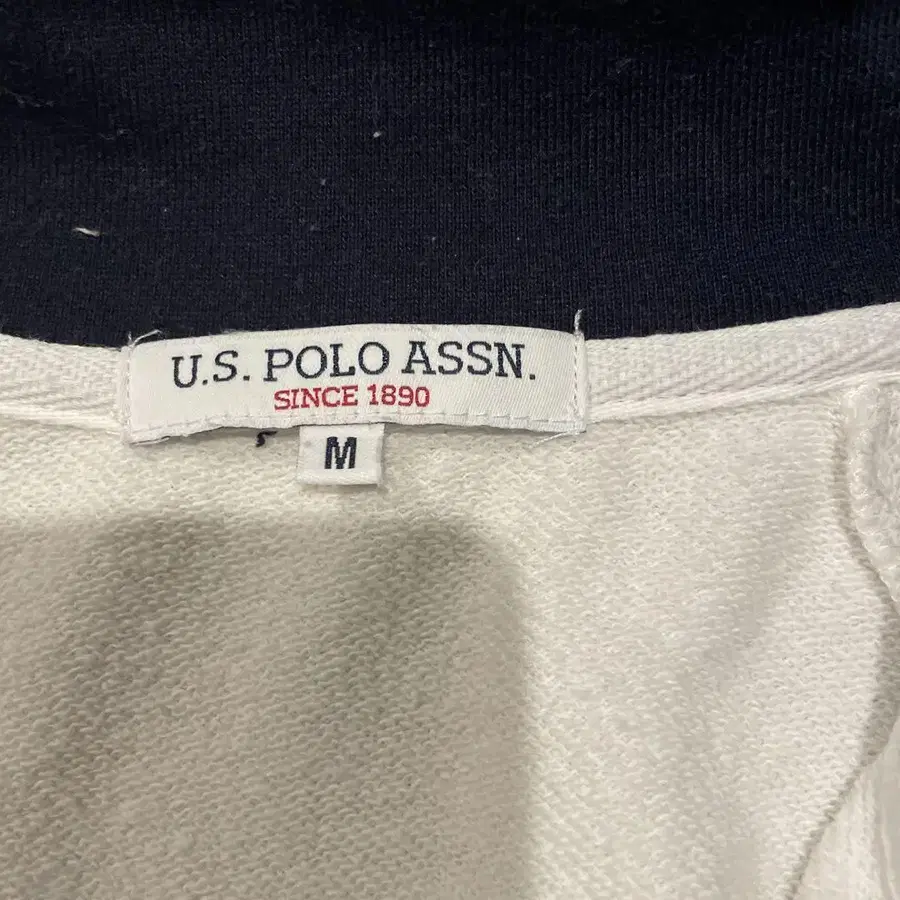 U.S. POLO ASSN.
SINCE 1890
M